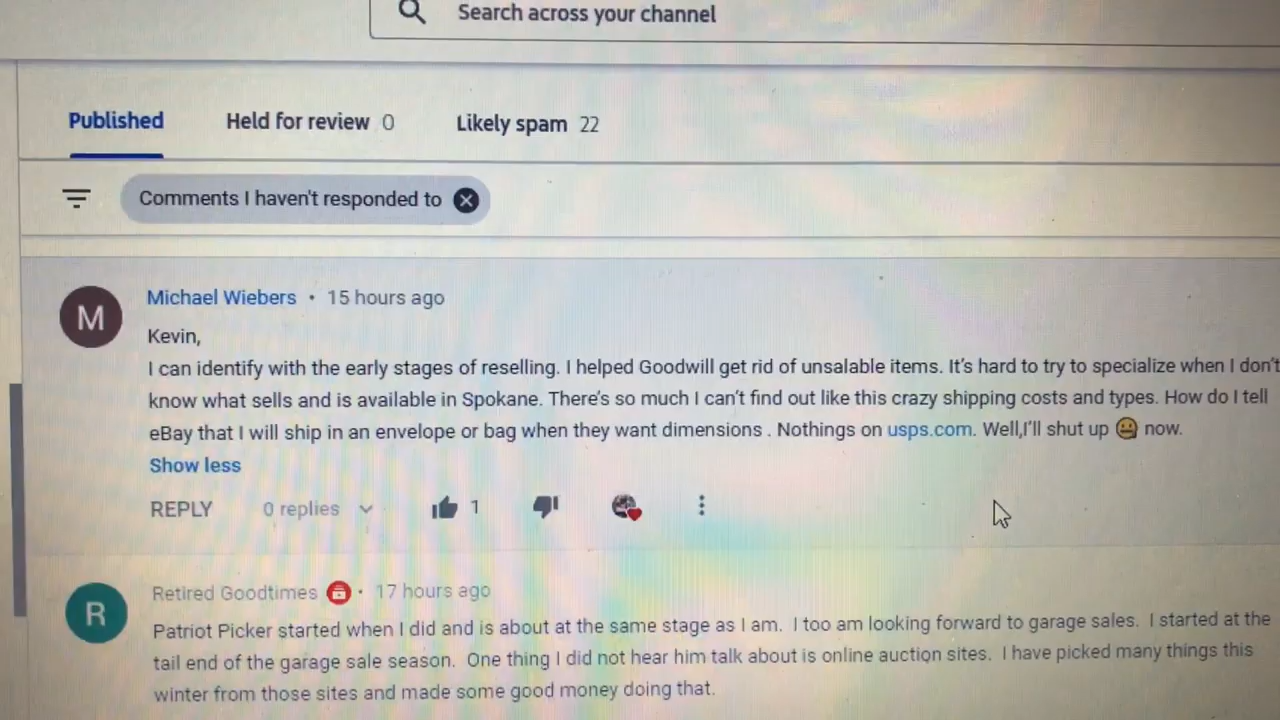 Search across your channel
Published Held for review 0 Likely spam 22
Comments I haven't responded to
M Michael Wiebers • 15 hours ago
Kevin,
I can identify with the early stages of reselling. I helped Goodwill get rid of unsalable items. It's hard to try to specialize when I don't
know what sells and is available in Spokane. There's so much I can't find out like this crazy shipping costs and types. How do I tell
eBay that I will ship in an envelope or bag when they want dimensions . Nothings on usps.com. Well,I'll shut up 😐 now.
Show less
REPLY 0 replies 1
R Retired Goodtimes • 17 hours ago
Patriot Picker started when I did and is about at the same stage as I am. I too am looking forward to garage sales. I started at the
tail end of the garage sale season. One thing I did not hear him talk about is online auction sites. I have picked many things this
winter from those sites and made some good money doing that.